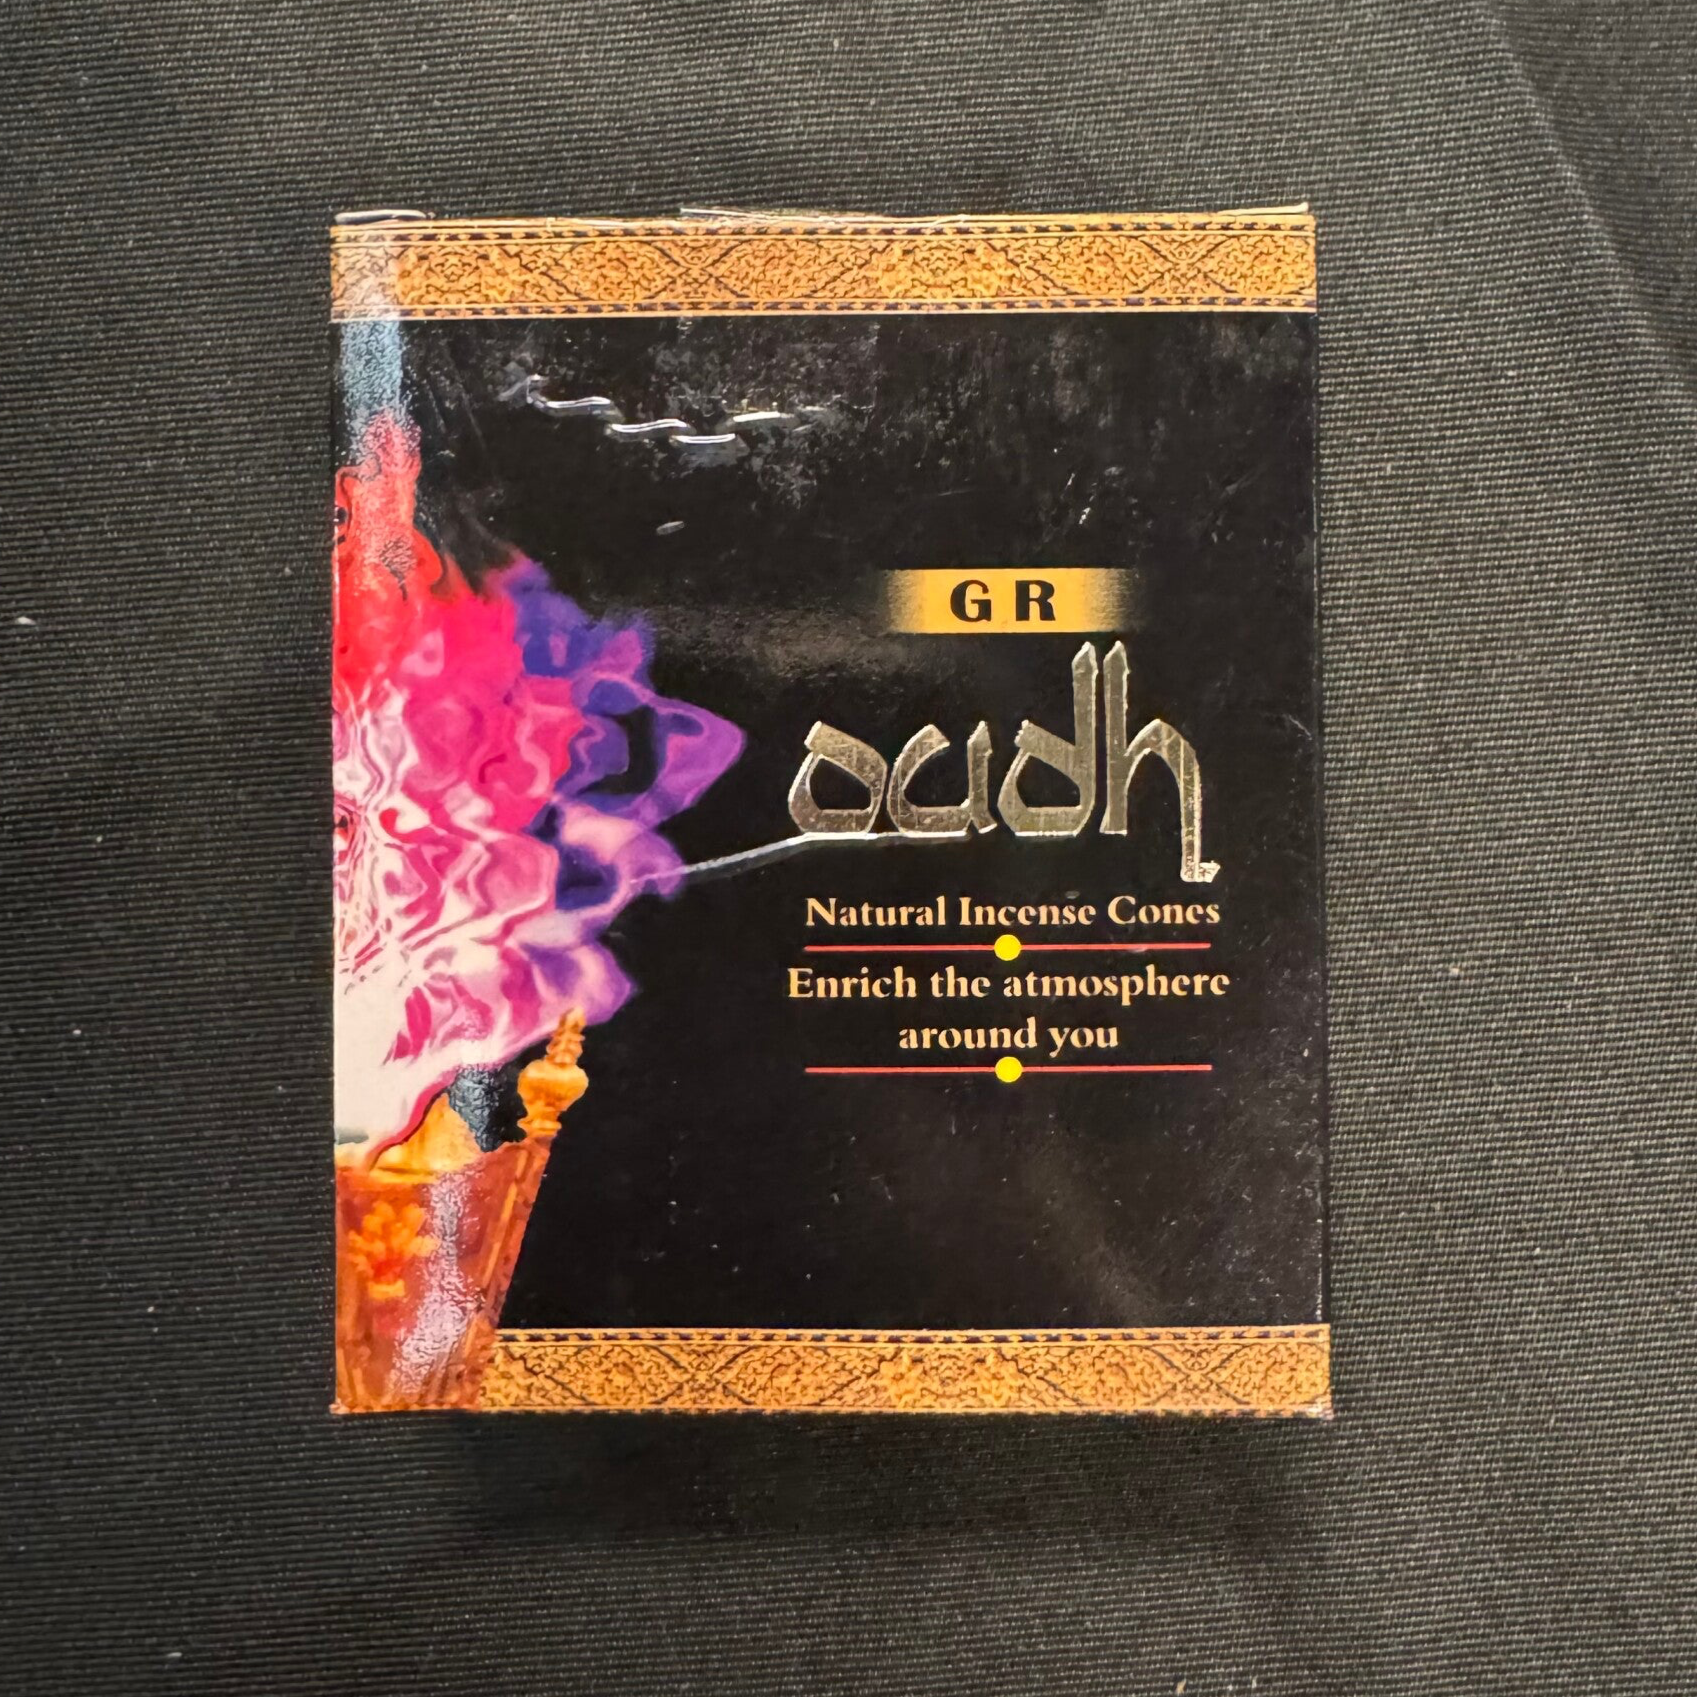 GR
oudh
Natural Incense Cones
Enrich the atmosphere
around you